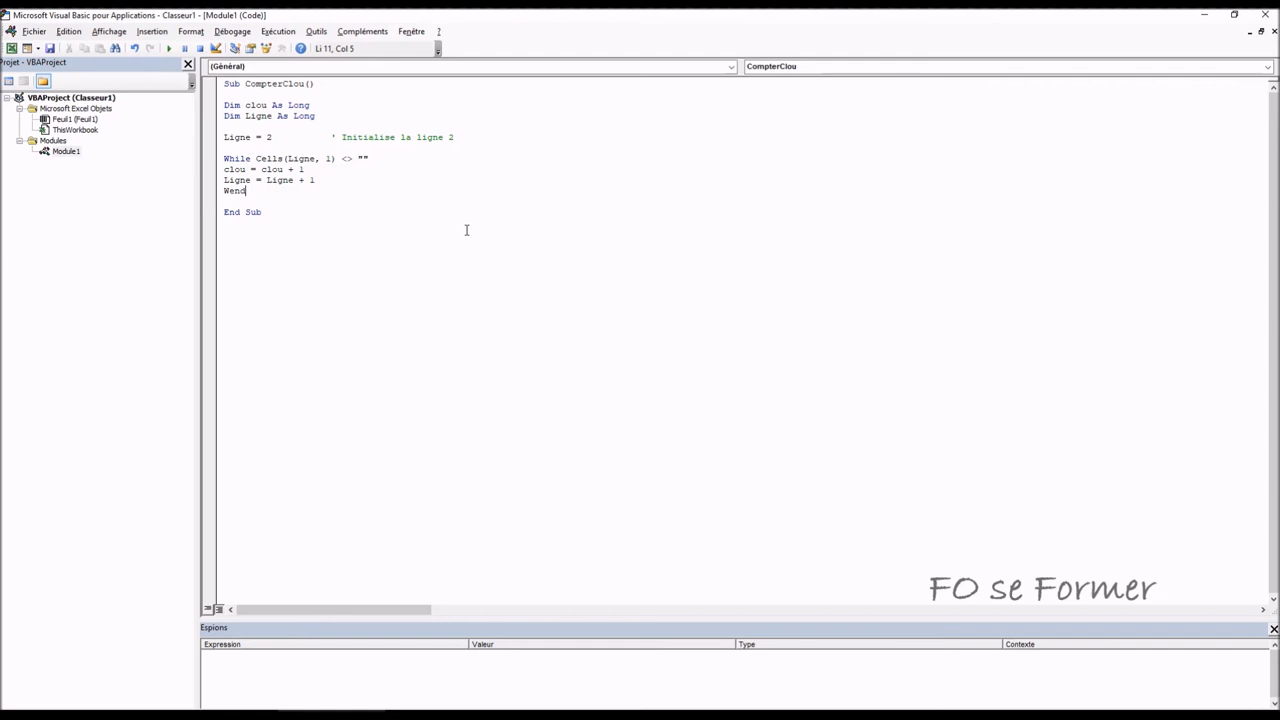 Microsoft Visual Basic pour Applications - Classeur1 - [Module1 (Code)]
Fichier Edition Affichage Insertion Format Débogage Exécution Outils Compléments Fenêtre ?
Li 11, Col 5
Projet - VBAProject
(Général) CompterClou
VBAProject (Classeur1)
Microsoft Excel Objets
Feuil1 (Feuil1)
ThisWorkbook
Modules
Module1
Sub CompterClou()
Dim clou As Long
Dim Ligne As Long
Ligne = 2 ' Initialise la ligne 2
While Cells(Ligne, 1) <> ""
clou = clou + 1
Ligne = Ligne + 1
Wend
End Sub
FO se Former
Espions
Expression Valeur Type Contexte